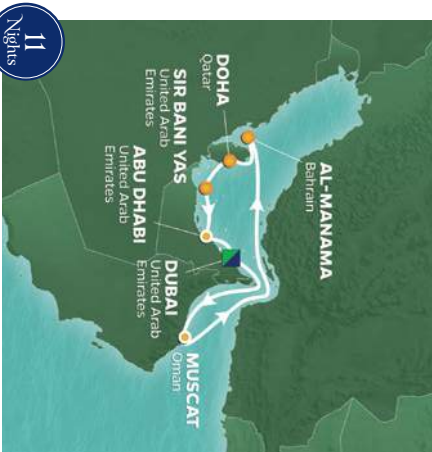 11
Nights
AL-MANAMA
Bahrain
DOHA
Qatar
SIR BANI YAS
United Arab
Emirates
ABU DHABI
United Arab
Emirates
DUBAI
United Arab
Emirates
MUSCAT
Oman